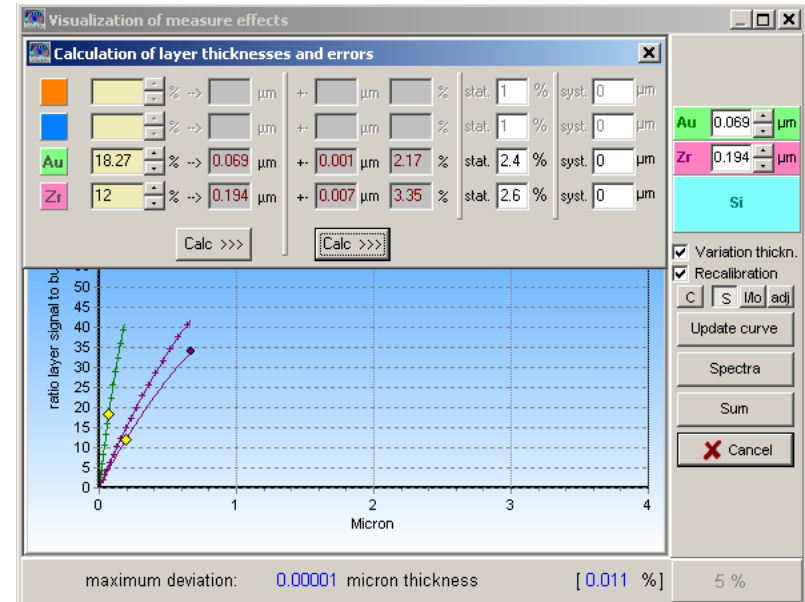 Visualization of measure effects
Calculation of layer thicknesses and errors
% --> µm +- µm % stat. 1 % syst. 0 µm
% --> µm +- µm % stat. 1 % syst. 0 µm
Au 18.27 % --> 0.069 µm +- 0.001 µm 2.17 % stat. 2.4 % syst. 0 µm
Zr 12 % --> 0.194 µm +- 0.007 µm 3.35 % stat. 2.6 % syst. 0 µm
Calc >>> Calc >>>
Au 0.069 µm
Zr 0.194 µm
Si
Variation thickn.
Recalibration
C S Mo adj
Update curve
Spectra
Sum
Cancel
ratio layer signal to
50
45
40
35
30
25
20
15
10
5
0
0 1 2 3 4
Micron
maximum deviation: 0.00001 micron thickness [ 0.011 % ]
5 %